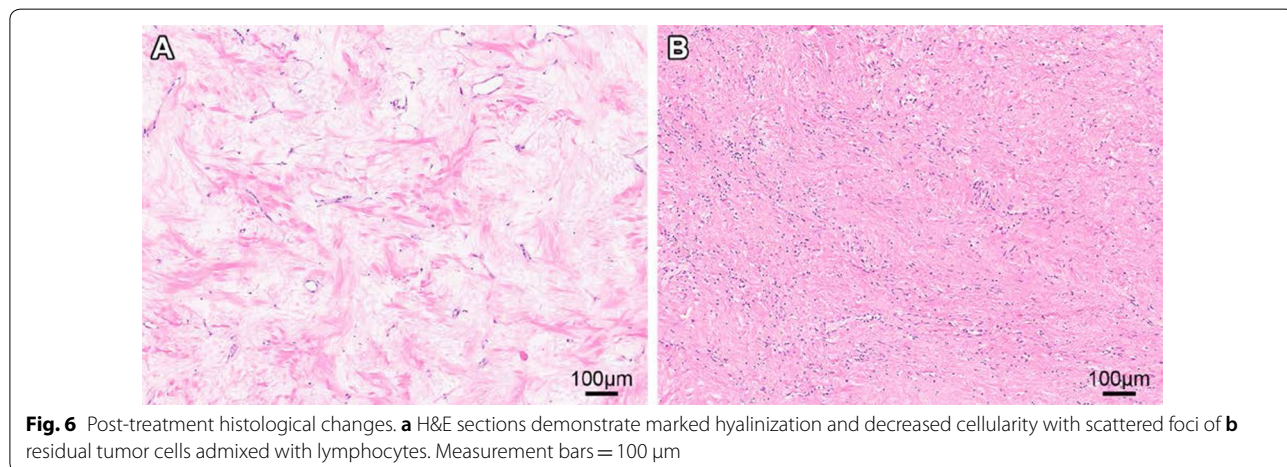 A
B
100µm
100µm
Fig. 6 Post-treatment histological changes. a H&E sections demonstrate marked hyalinization and decreased cellularity with scattered foci of b
residual tumor cells admixed with lymphocytes. Measurement bars = 100 µm